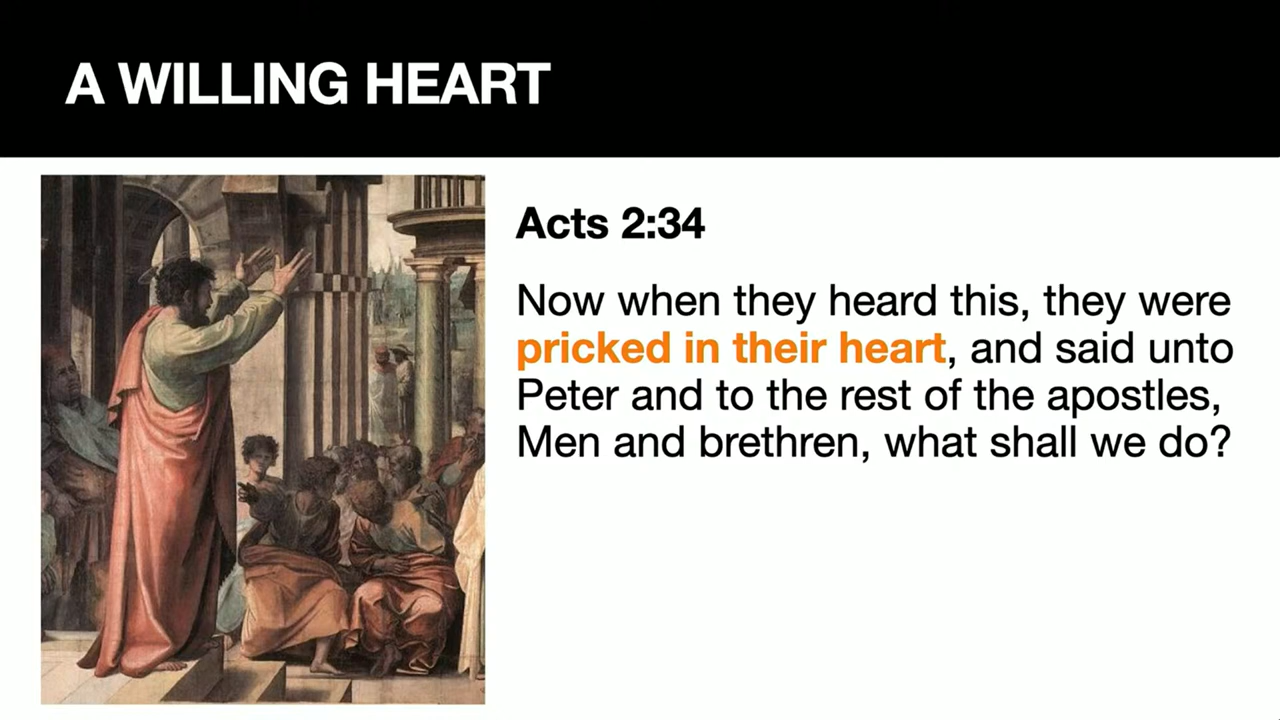 A WILLING HEART
Acts 2:34
Now when they heard this, they were
pricked in their heart, and said unto
Peter and to the rest of the apostles,
Men and brethren, what shall we do?